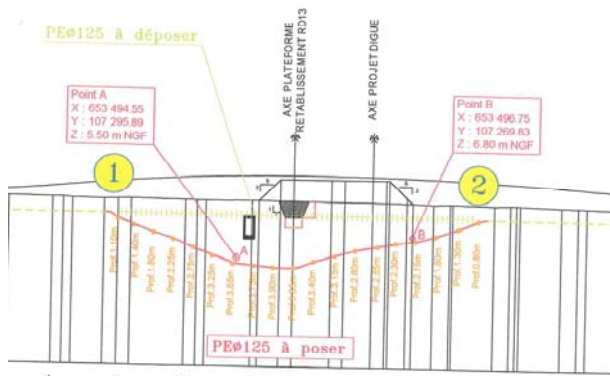 PEø125 à déposer
AXE PLATEFORME
RETABLISSEMENT RD13
AXE PROJET DIGUE
Point A
X : 653 494.55
Y : 107 295.89
Z : 5.50 m NGF
Point B
X : 653 496.75
Y : 107 269.83
Z : 6.80 m NGF
1
2
A
B
Prof.1.10m
Prof.1.40m
Prof.1.80m
Prof.2.25m
Prof.2.75m
Prof.3.25m
Prof.3.65m
Prof.3.90m
Prof.3.40m
Prof.3.15m
Prof.2.80m
Prof.2.55m
Prof.2.30m
Prof.2.15m
Prof.1.80m
Prof.1.30m
Prof.0.80m
PEø125 à poser